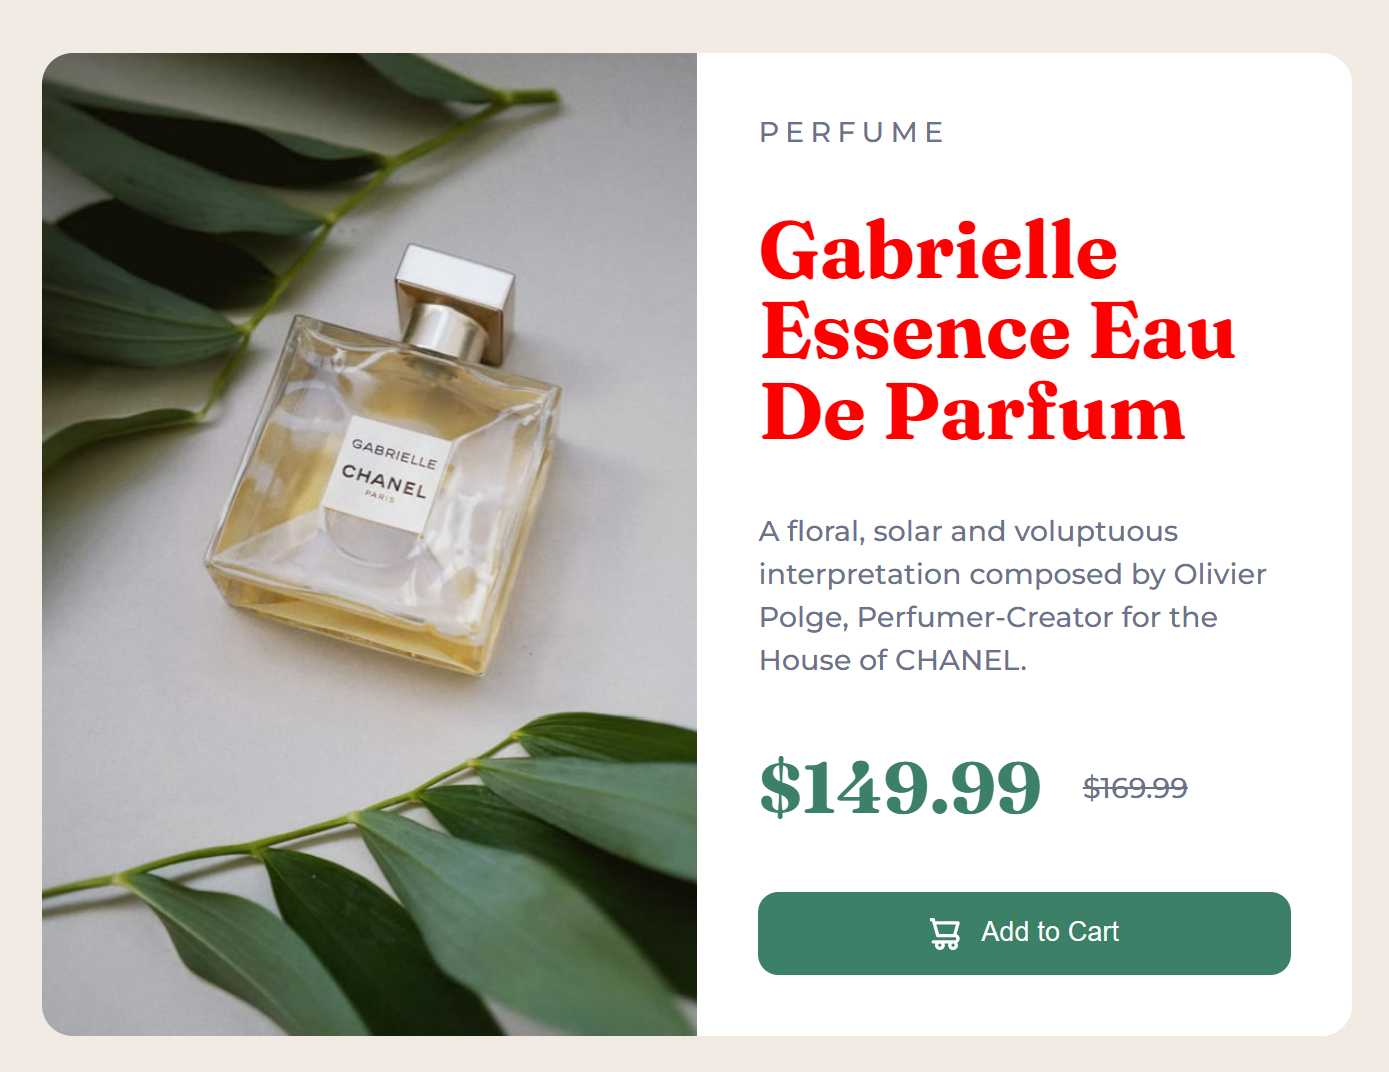 GABRIELLE
CHANEL
PARIS
PERFUME
Gabrielle
Essence Eau
De Parfum
A floral, solar and voluptuous
interpretation composed by Olivier
Polge, Perfumer-Creator for the
House of CHANEL.
$149.99 $169.99
Add to Cart